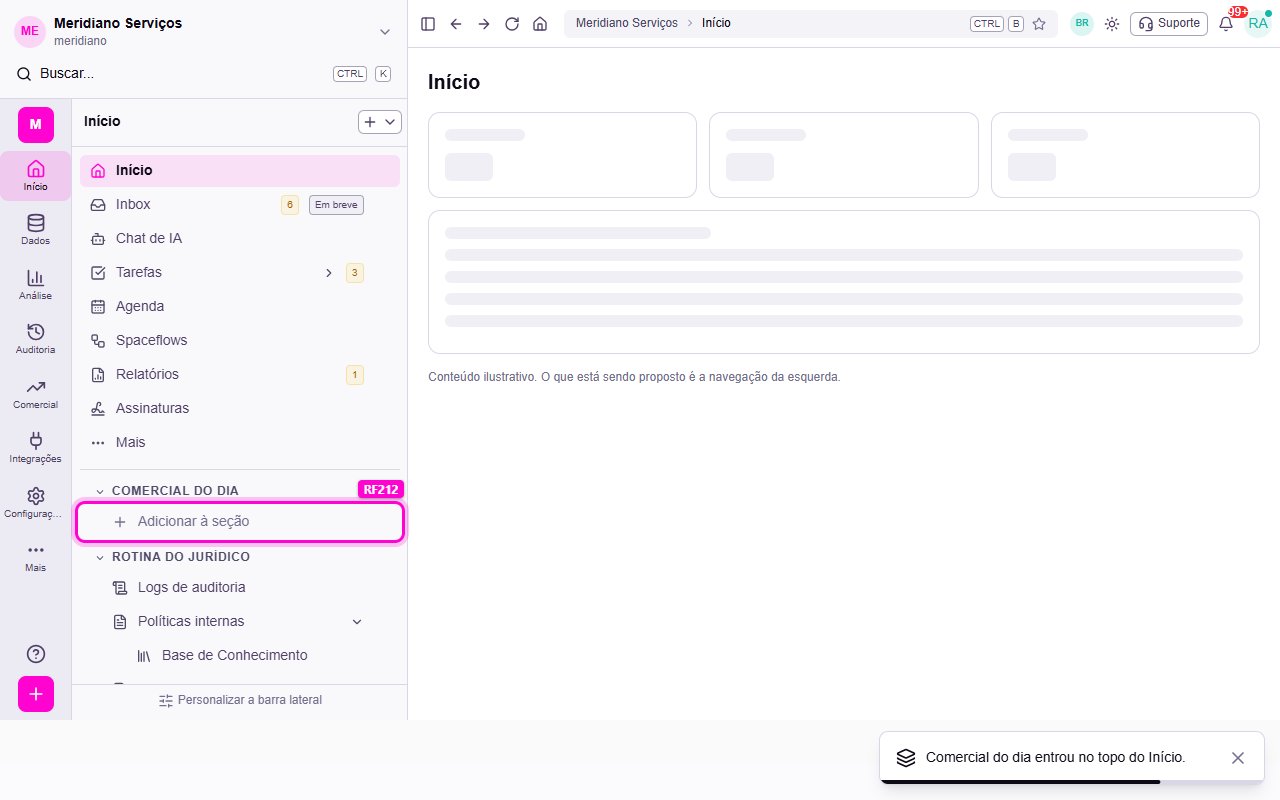 ME
Meridiano Serviços
meridiano
Buscar...
CTRL K
M
Início
Dados
Análise
Auditoria
Comercial
Integrações
Configuraç...
Mais
Início
Início
Inbox 6 Em breve
Chat de IA
Tarefas 3
Agenda
Spaceflows
Relatórios 1
Assinaturas
Mais
COMERCIAL DO DIA RF212
Adicionar à seção
ROTINA DO JURÍDICO
Logs de auditoria
Políticas internas
Base de Conhecimento
Personalizar a barra lateral
Meridiano Serviços Início CTRL B BR Suporte 99+ RA
Início
Conteúdo ilustrativo. O que está sendo proposto é a navegação da esquerda.
Comercial do dia entrou no topo do Início.